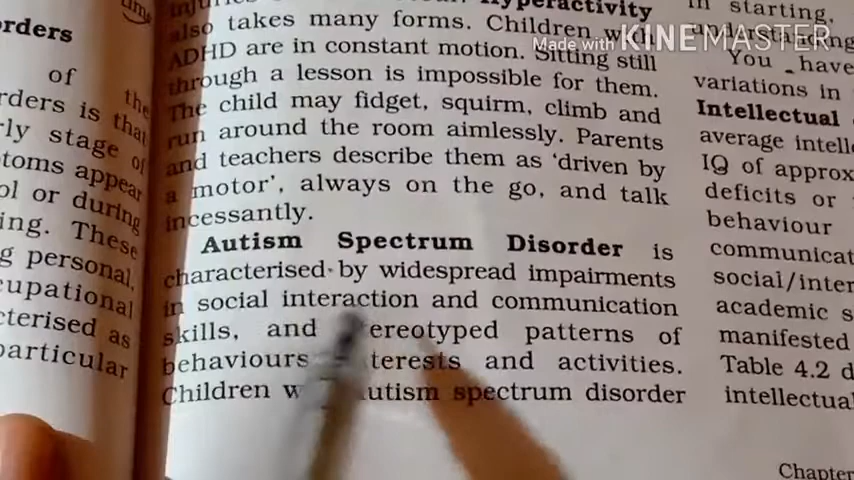 orders
of the
rders is that
rly stage of
toms appear
ol or during
ing. These
g personal,
cupational
cterised as
particular
Hyperactivity
also takes many forms. Children with
ADHD are in constant motion. Sitting still
through a lesson is impossible for them.
The child may fidget, squirm, climb and
run around the room aimlessly. Parents
and teachers describe them as ‘driven by
a motor’, always on the go, and talk
incessantly.
Autism Spectrum Disorder is
characterised by widespread impairments
in social interaction and communication
skills, and ereotyped patterns of
behaviours terests and activities.
Children w autism spectrum disorder
in starting,
understanding
You have
variations in
Intellectual
average intelle
IQ of approx
deficits or
behaviour
communicat
social/inter
academic s
manifested
Table 4.2 d
intellectual
Chapter
Made with KINEMASTER